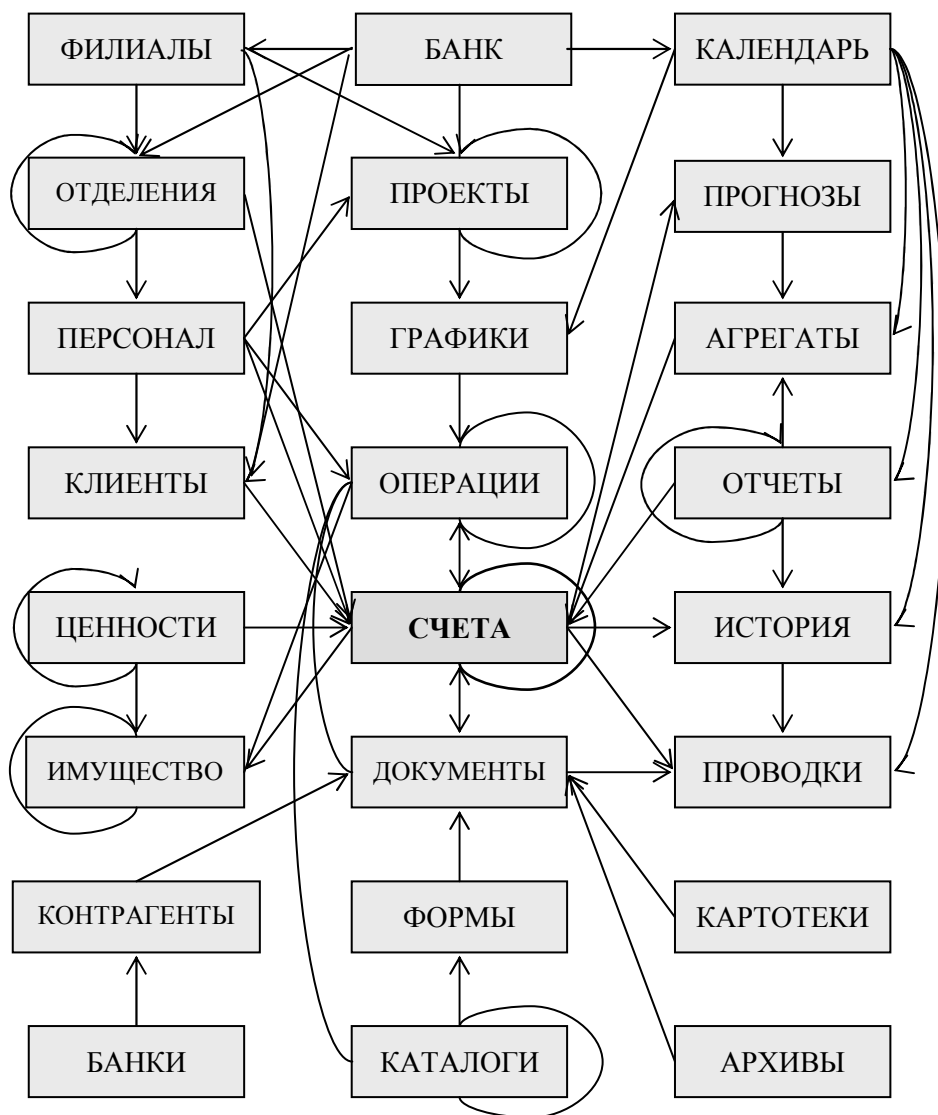 ФИЛИАЛЫ
БАНК
КАЛЕНДАРЬ
ОТДЕЛЕНИЯ
ПРОЕКТЫ
ПРОГНОЗЫ
ПЕРСОНАЛ
ГРАФИКИ
АГРЕГАТЫ
КЛИЕНТЫ
ОПЕРАЦИИ
ОТЧЕТЫ
ЦЕННОСТИ
СЧЕТА
ИСТОРИЯ
ИМУЩЕСТВО
ДОКУМЕНТЫ
ПРОВОДКИ
КОНТРАГЕНТЫ
ФОРМЫ
КАРТОТЕКИ
БАНКИ
КАТАЛОГИ
АРХИВЫ